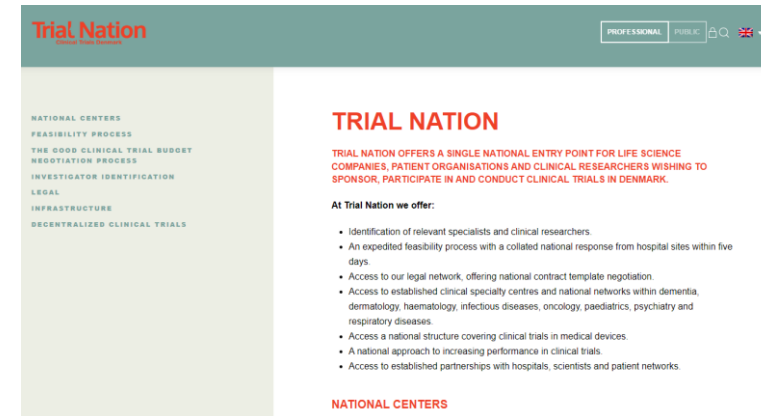 Trial Nation
Clinical Trials Denmark
PROFESSIONAL PUBLIC
NATIONAL CENTERS
FEASIBILITY PROCESS
THE GOOD CLINICAL TRIAL BUDGET
NEGOTIATION PROCESS
INVESTIGATOR IDENTIFICATION
LEGAL
INFRASTRUCTURE
DECENTRALIZED CLINICAL TRIALS
TRIAL NATION
TRIAL NATION OFFERS A SINGLE NATIONAL ENTRY POINT FOR LIFE SCIENCE
COMPANIES, PATIENT ORGANISATIONS AND CLINICAL RESEARCHERS WISHING TO
SPONSOR, PARTICIPATE IN AND CONDUCT CLINICAL TRIALS IN DENMARK.
At Trial Nation we offer:
• Identification of relevant specialists and clinical researchers.
• An expedited feasibility process with a collated national response from hospital sites within five
days.
• Access to our legal network, offering national contract template negotiation.
• Access to established clinical specialty centres and national networks within dementia,
dermatology, haematology, infectious diseases, oncology, paediatrics, psychiatry and
respiratory diseases.
• Access a national structure covering clinical trials in medical devices.
• A national approach to increasing performance in clinical trials.
• Access to established partnerships with hospitals, scientists and patient networks.
NATIONAL CENTERS